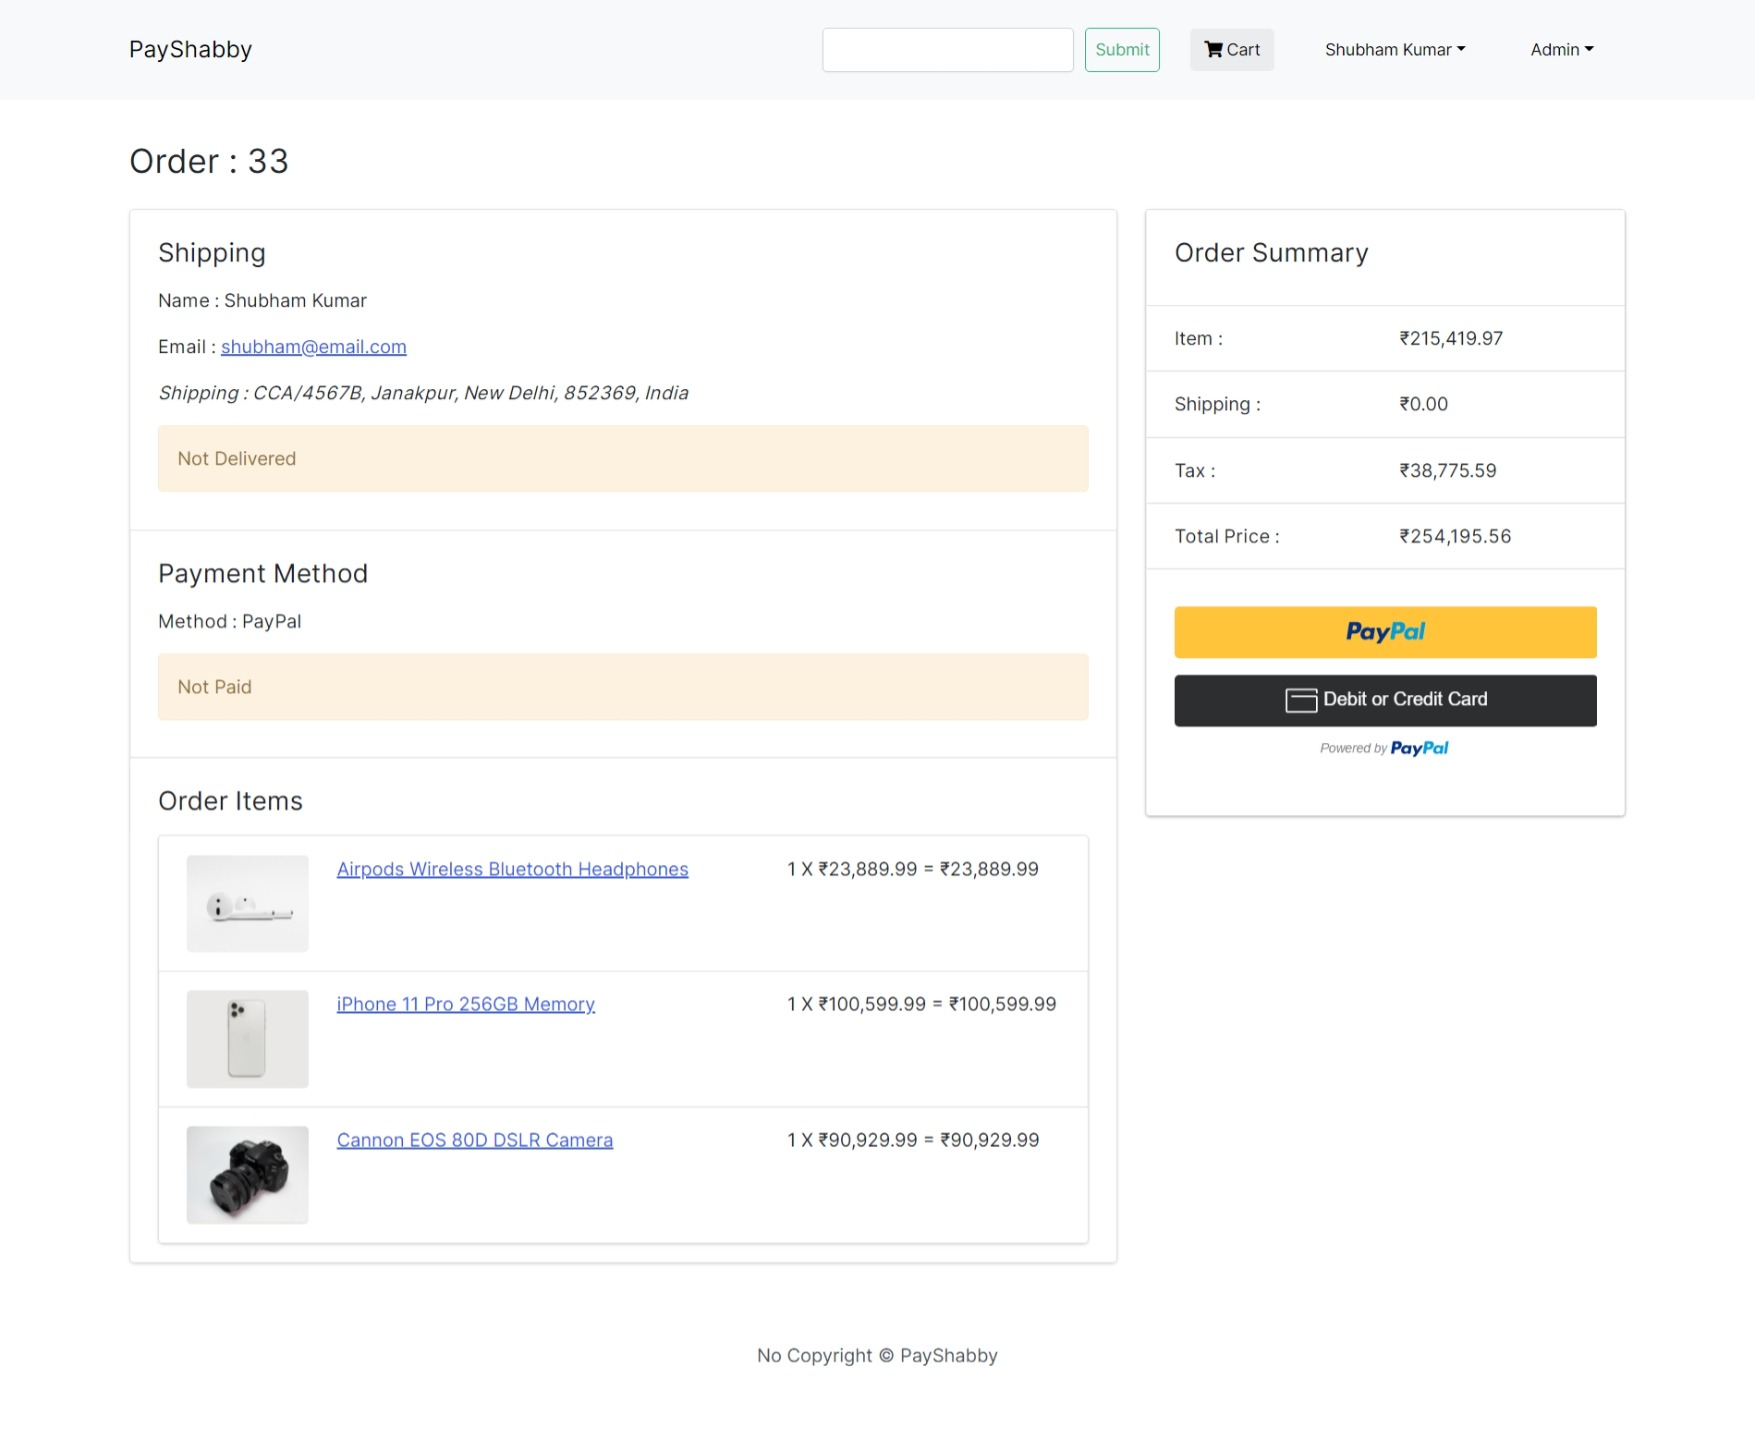 PayShabby
Submit
Cart
Shubham Kumar
Admin
Order : 33
Shipping
Name : Shubham Kumar
Email : shubham@email.com
Shipping : CCA/4567B, Janakpur, New Delhi, 852369, India
Not Delivered
Payment Method
Method : PayPal
Not Paid
Order Items
Airpods Wireless Bluetooth Headphones
1 X ₹23,889.99 = ₹23,889.99
iPhone 11 Pro 256GB Memory
1 X ₹100,599.99 = ₹100,599.99
Cannon EOS 80D DSLR Camera
1 X ₹90,929.99 = ₹90,929.99
Order Summary
Item : ₹215,419.97
Shipping : ₹0.00
Tax : ₹38,775.59
Total Price : ₹254,195.56
PayPal
Debit or Credit Card
Powered by PayPal
No Copyright © PayShabby